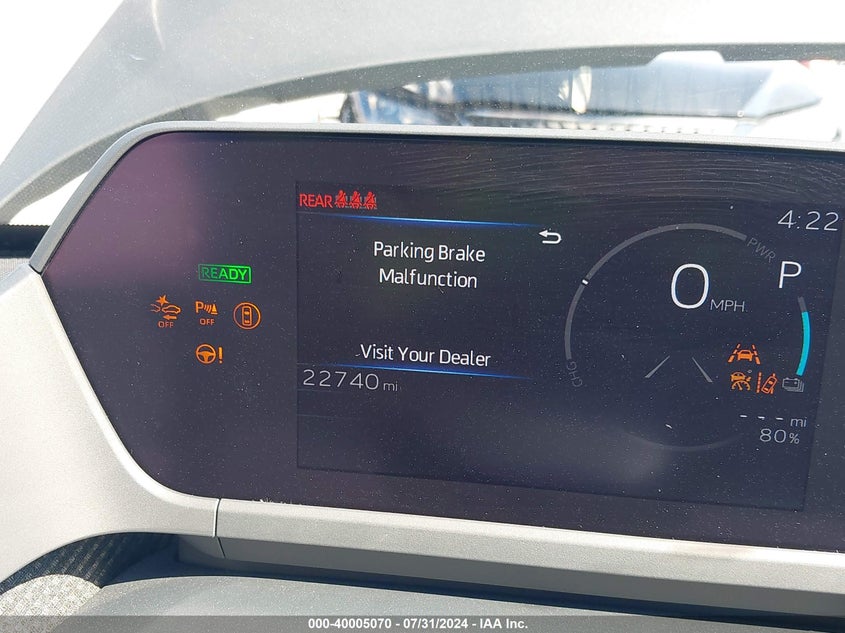 REAR
4:22
Parking Brake
Malfunction
PWR
P
READY
0 MPH
OFF
P
OFF
!
Visit Your Dealer
CHG
22740 mi
- - - mi
80%
000-40005070 / 07/31/2024 - IAA Inc.